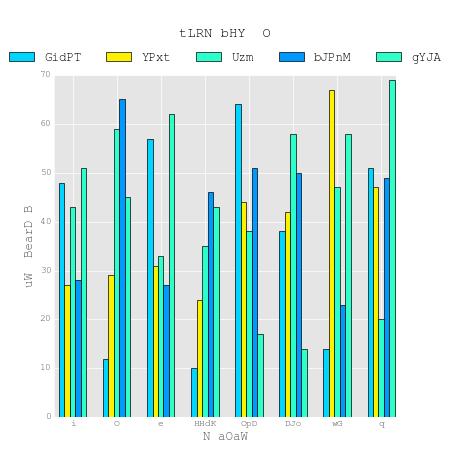 tLRN bHY  O
GidPT YPxt Uzm bJPnM gYJA
70
60
50
40
30
20
10
0
uW  BearD B
i O e HHdK OpD DJo wG q
N aOaW